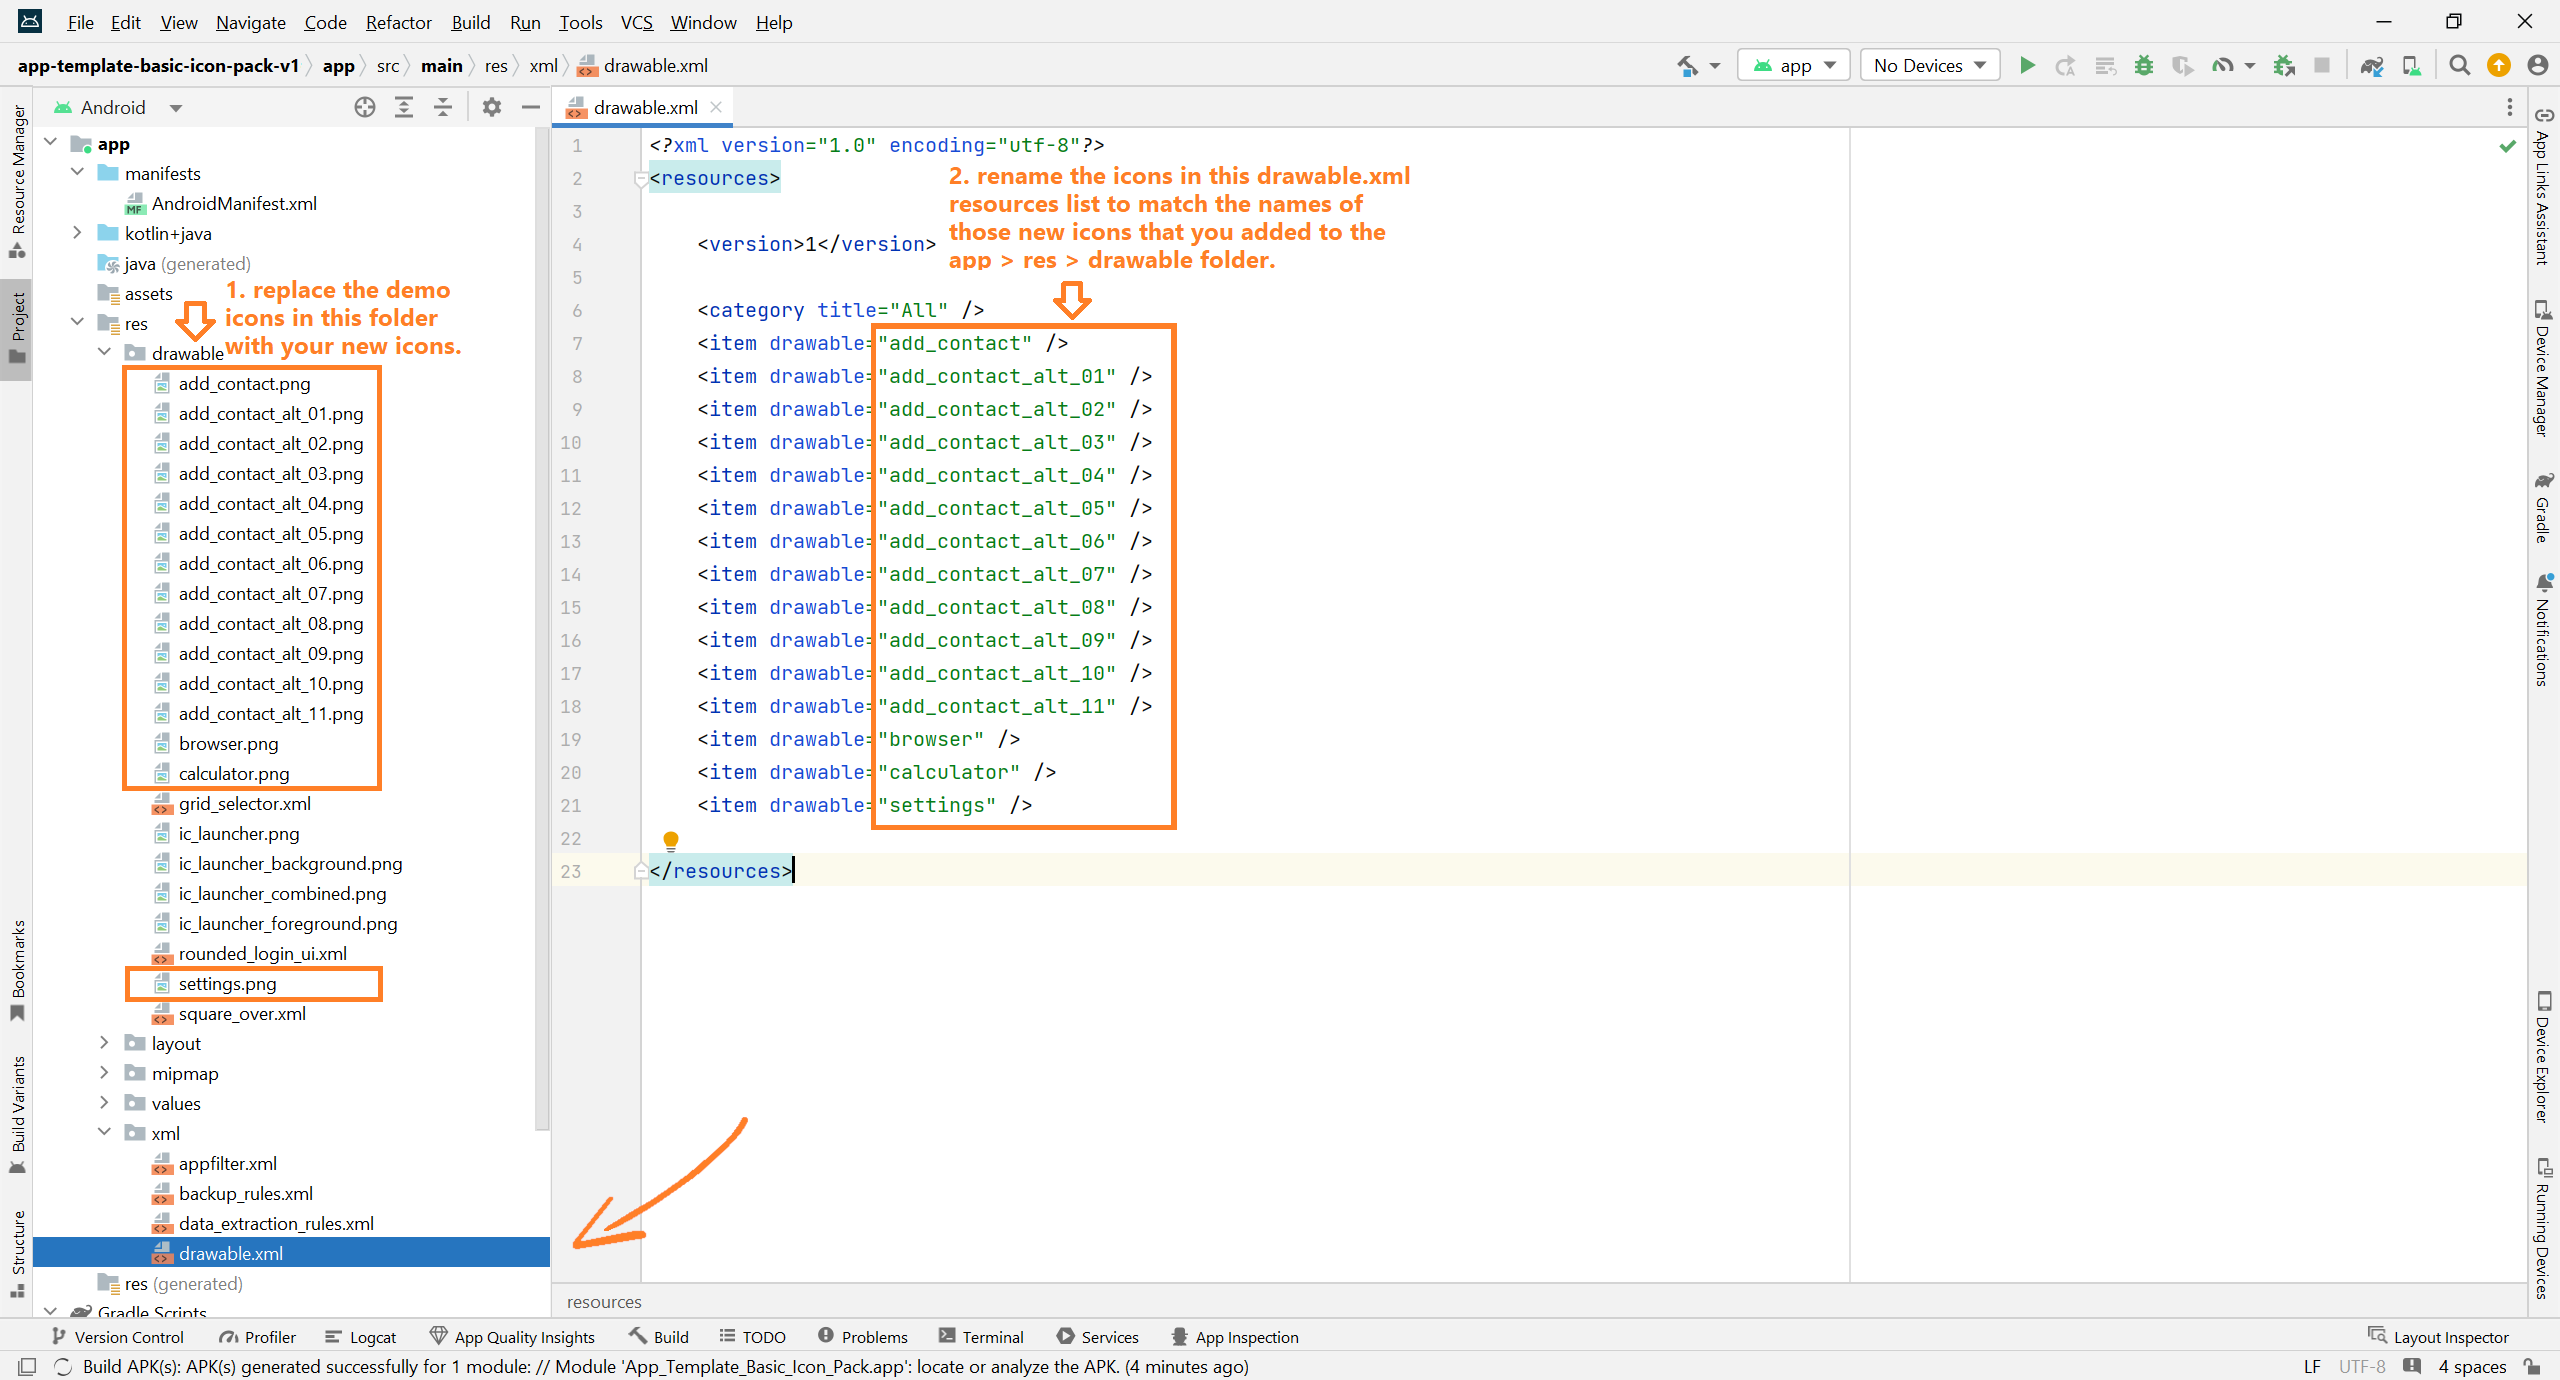 File Edit View Navigate Code Refactor Build Run Tools VCS Window Help
app-template-basic-icon-pack-v1 app src main res xml drawable.xml
app No Devices
Android
drawable.xml
Resource Manager
Project
Bookmarks
Build Variants
Structure
app
manifests
AndroidManifest.xml
kotlin+java
java (generated)
assets
res
drawable
1. replace the demo
icons in this folder
with your new icons.
add_contact.png
add_contact_alt_01.png
add_contact_alt_02.png
add_contact_alt_03.png
add_contact_alt_04.png
add_contact_alt_05.png
add_contact_alt_06.png
add_contact_alt_07.png
add_contact_alt_08.png
add_contact_alt_09.png
add_contact_alt_10.png
add_contact_alt_11.png
browser.png
calculator.png
grid_selector.xml
ic_launcher.png
ic_launcher_background.png
ic_launcher_combined.png
ic_launcher_foreground.png
rounded_login_ui.xml
settings.png
square_over.xml
layout
mipmap
values
xml
appfilter.xml
backup_rules.xml
data_extraction_rules.xml
drawable.xml
res (generated)
Gradle Scripts
1 <?xml version="1.0" encoding="utf-8"?>
2 <resources>
3
4 <version>1</version>
5
6 <category title="All" />
7 <item drawable="add_contact" />
8 <item drawable="add_contact_alt_01" />
9 <item drawable="add_contact_alt_02" />
10 <item drawable="add_contact_alt_03" />
11 <item drawable="add_contact_alt_04" />
12 <item drawable="add_contact_alt_05" />
13 <item drawable="add_contact_alt_06" />
14 <item drawable="add_contact_alt_07" />
15 <item drawable="add_contact_alt_08" />
16 <item drawable="add_contact_alt_09" />
17 <item drawable="add_contact_alt_10" />
18 <item drawable="add_contact_alt_11" />
19 <item drawable="browser" />
20 <item drawable="calculator" />
21 <item drawable="settings" />
22
23 </resources>
2. rename the icons in this drawable.xml
resources list to match the names of
those new icons that you added to the
app > res > drawable folder.
resources
App Links Assistant
Device Manager
Gradle
Notifications
Device Explorer
Running Devices
Version Control Profiler Logcat App Quality Insights Build TODO Problems Terminal Services App Inspection Layout Inspector
Build APK(s): APK(s) generated successfully for 1 module: // Module 'App_Template_Basic_Icon_Pack.app': locate or analyze the APK. (4 minutes ago) LF UTF-8 4 spaces